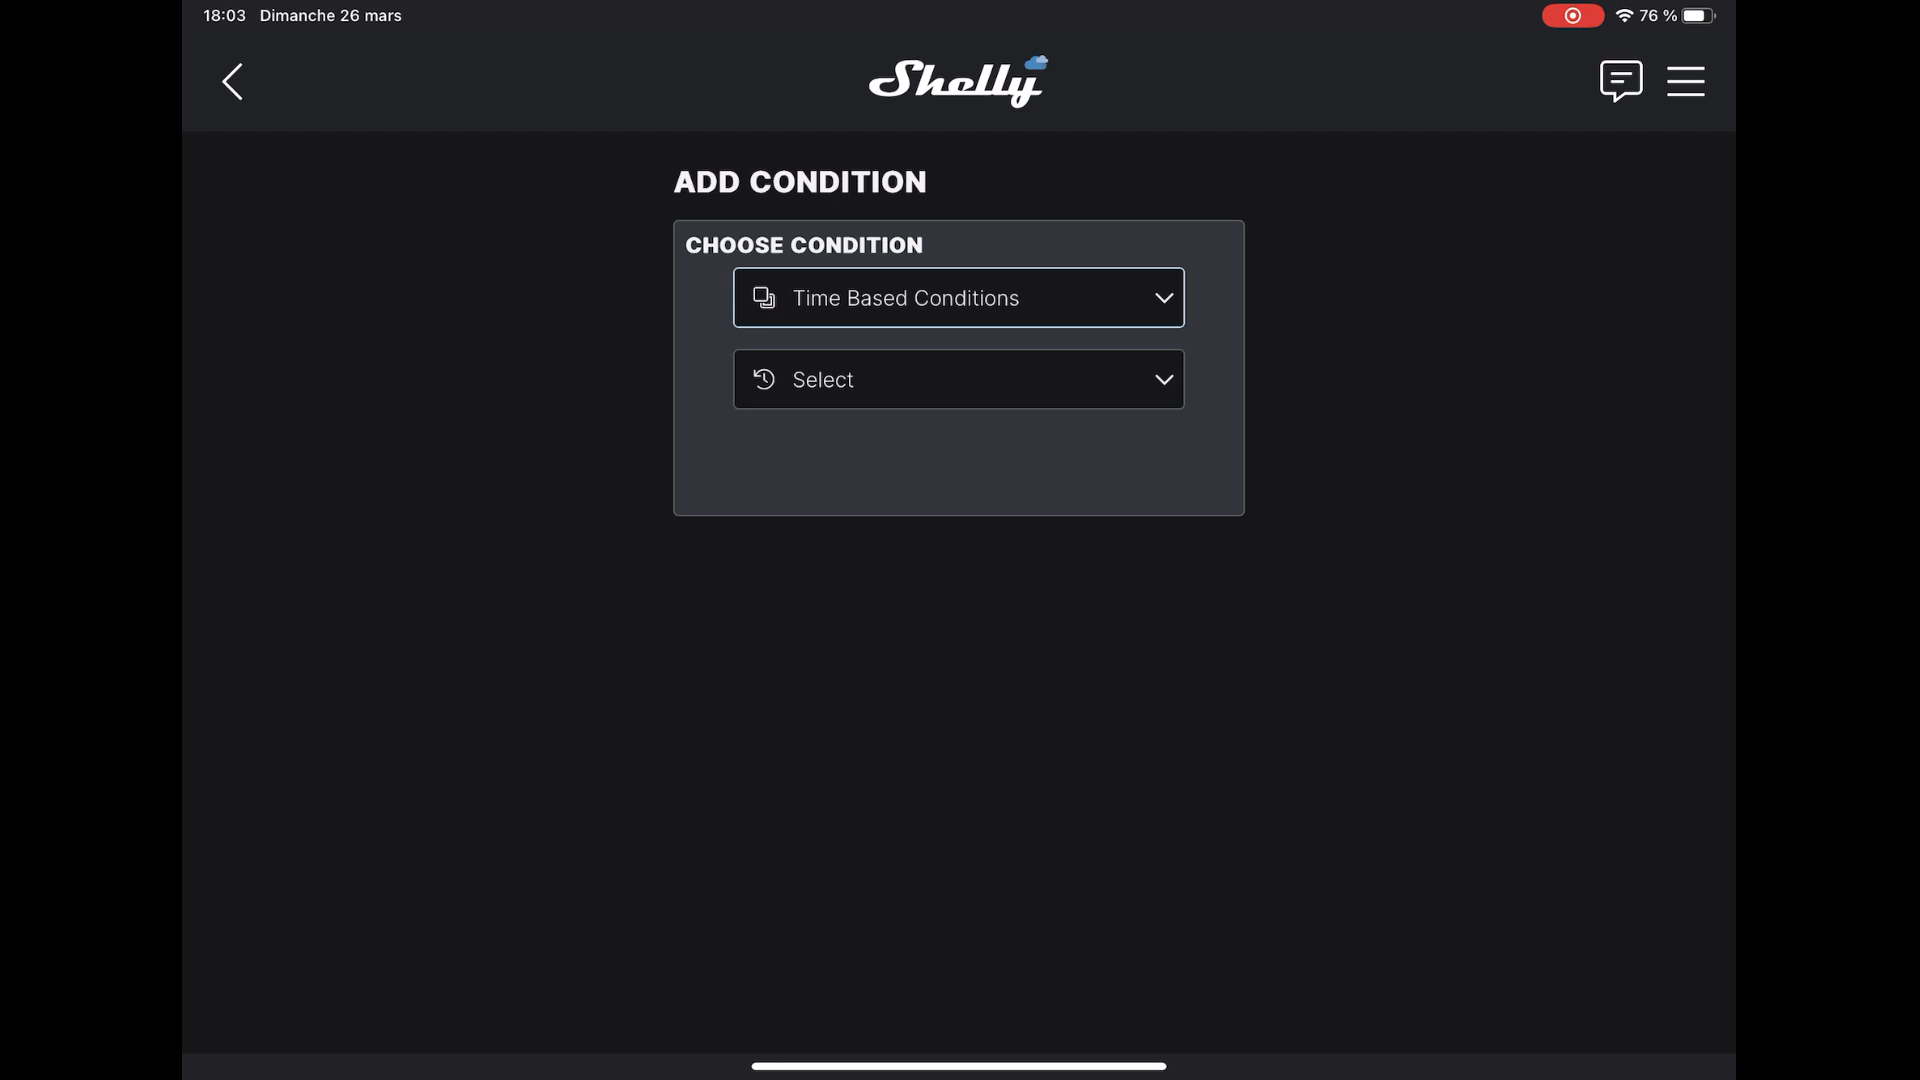 18:03 Dimanche 26 mars
76 %
Shelly
ADD CONDITION
CHOOSE CONDITION
Time Based Conditions
Select